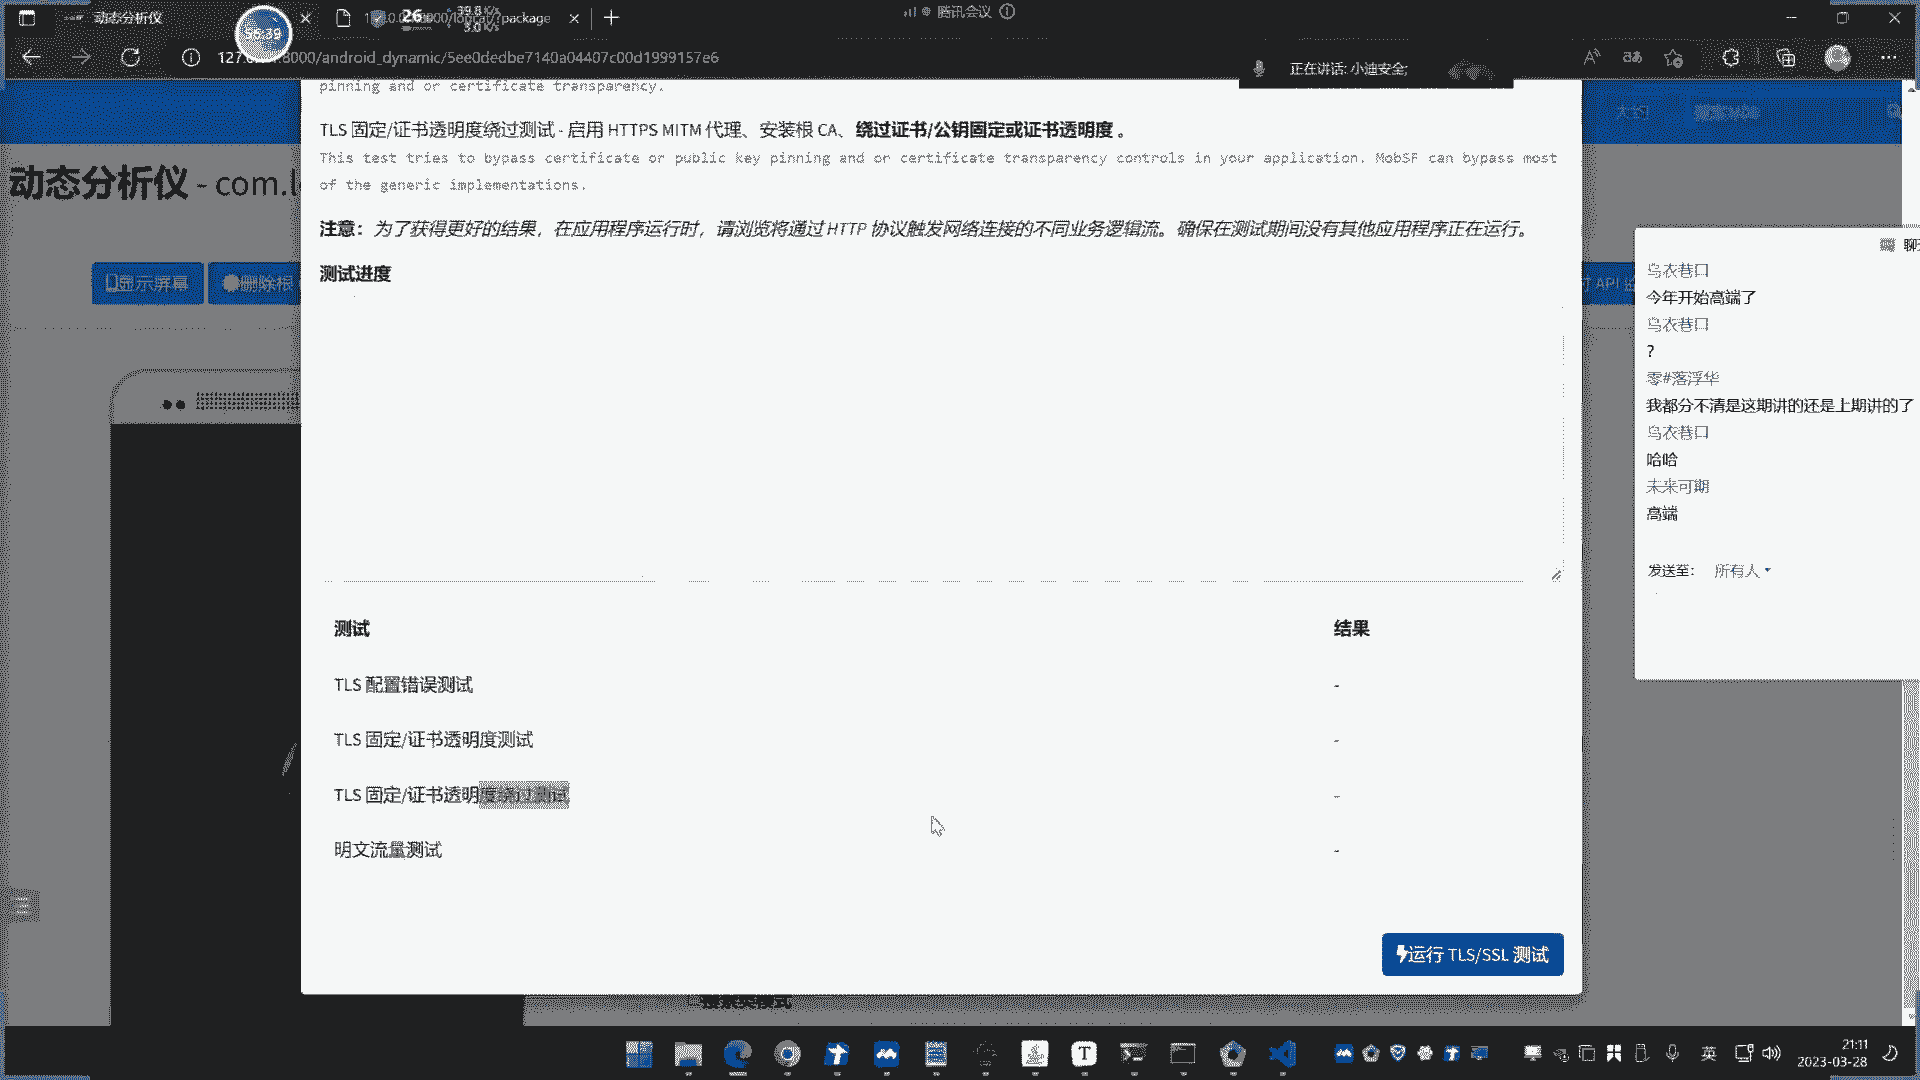 动态分析仪
package
腾讯会议
56:39
26
39.8 K/s
3.0 K/s
8000/android_dynamic/5ee0dedbe7140a04407c00d1999157e6
正在讲话: 小迪安全;
pinning and or certificate transparency.
TLS 固定/证书透明度绕过测试 - 启用 HTTPS MITM 代理、安装根 CA、绕过证书/公钥固定或证书透明度 。
This test tries to bypass certificate or public key pinning and or certificate transparency controls in your application. MobSF can bypass most
of the generic implementations.
动态分析仪 - com.l
注意：为了获得更好的结果，在应用程序运行时，请浏览将通过 HTTP 协议触发网络连接的不同业务逻辑流。确保在测试期间没有其他应用程序正在运行。
测试进度
显示屏幕
删除根
API
聊
乌衣巷口
今年开始高端了
乌衣巷口
?
零#落浮华
我都分不清是这期讲的还是上期讲的了
乌衣巷口
哈哈
未来可期
高端
发送至: 所有人
测试 结果
TLS 配置错误测试 -
TLS 固定/证书透明度测试 -
TLS 固定/证书透明度绕过测试 -
明文流量测试 -
运行 TLS/SSL 测试
英
21:11
2023-03-28